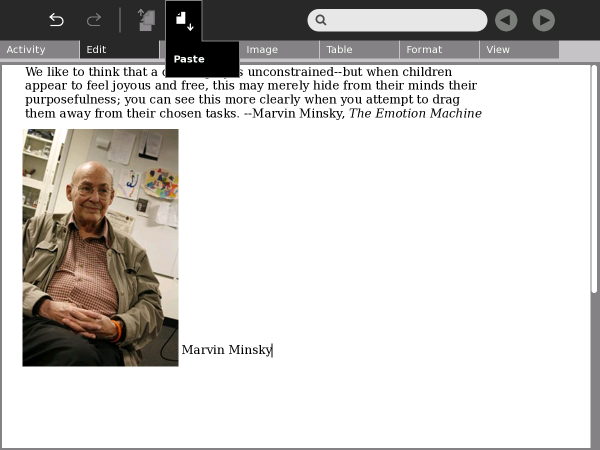 Activity
Edit
Paste
Image
Table
Format
View
We like to think that a c s unconstrained--but when children
appear to feel joyous and free, this may merely hide from their minds their
purposefulness; you can see this more clearly when you attempt to drag
them away from their chosen tasks. --Marvin Minsky, The Emotion Machine
Marvin Minsky